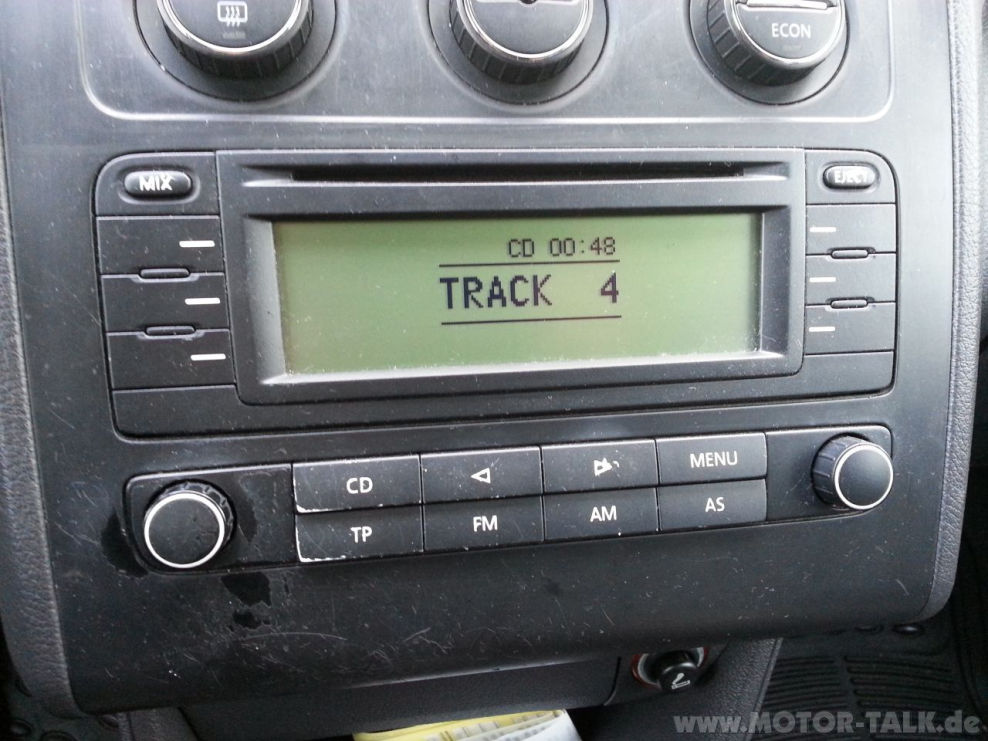 ECON
MIX
EJECT
CD 00:48
TRACK 4
CD
MENU
TP
FM
AM
AS
www.MOTOR-TALK.de